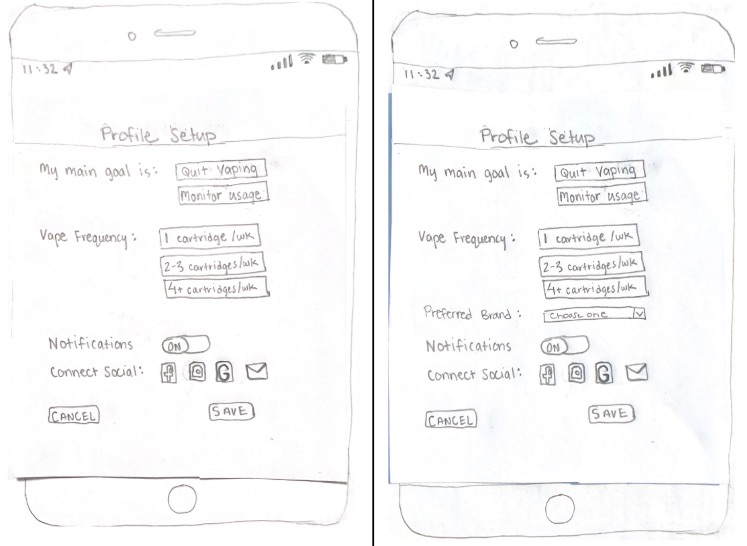 11:32
Profile Setup
My main goal is: Quit Vaping
Monitor usage
Vape Frequency: 1 cartridge/wk
2-3 cartridges/wk
4+ cartridges/wk
Notifications ON
Connect Social: f G
CANCEL SAVE
11:32
Profile Setup
My main goal is: Quit Vaping
Monitor usage
Vape Frequency: 1 cartridge/wk
2-3 cartridges/wk
4+ cartridges/wk
Preferred Brand: Choose one
Notifications ON
Connect Social: f G
CANCEL SAVE